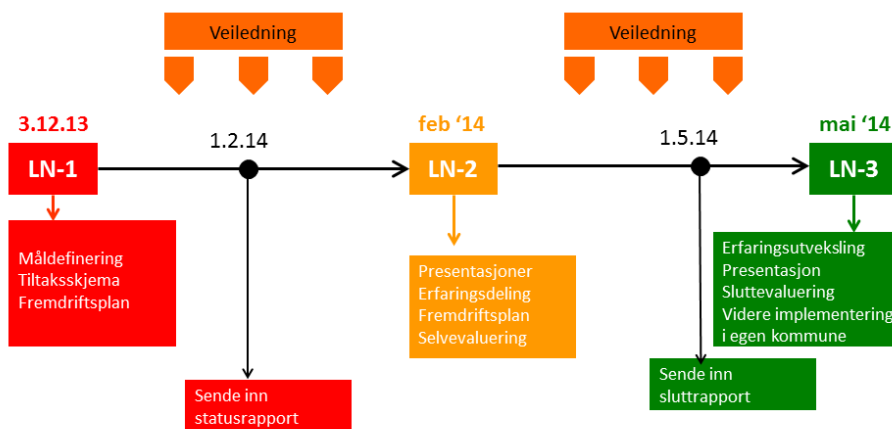 Veiledning
Veiledning
3.12.13
1.2.14
feb ‘14
1.5.14
mai ‘14
LN-1
LN-2
LN-3
Måldefinering
Tiltaksskjema
Fremdriftsplan
Presentasjoner
Erfaringsdeling
Fremdriftsplan
Selvevaluering
Erfaringsutveksling
Presentasjon
Sluttevaluering
Videre implementering
i egen kommune
Sende inn
statusrapport
Sende inn
sluttrapport